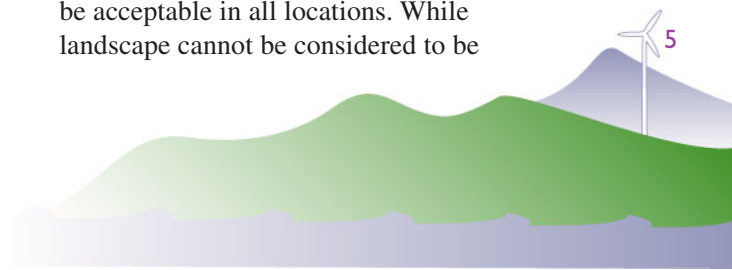 be acceptable in all locations. While
landscape cannot be considered to be
5